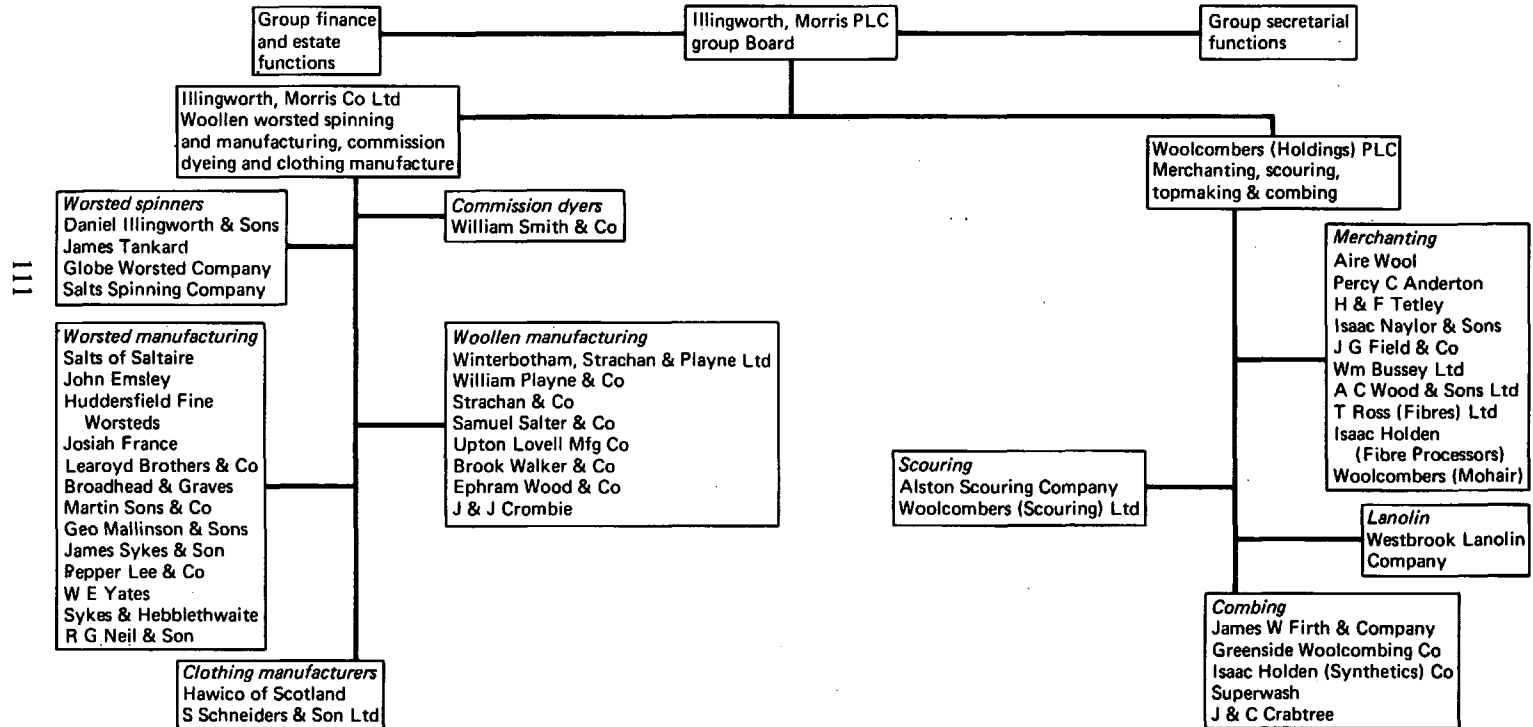 Group finance
and estate
functions
Illingworth, Morris PLC
group Board
Group secretarial
functions
Illingworth, Morris Co Ltd
Woollen worsted spinning
and manufacturing, commission
dyeing and clothing manufacture
Woolcombers (Holdings) PLC
Merchanting, scouring,
topmaking & combing
Worsted spinners
Daniel Illingworth & Sons
James Tankard
Globe Worsted Company
Salts Spinning Company
Commission dyers
William Smith & Co
Worsted manufacturing
Salts of Saltaire
John Emsley
Huddersfield Fine
Worsteds
Josiah France
Learoyd Brothers & Co
Broadhead & Graves
Martin Sons & Co
Geo Mallinson & Sons
James Sykes & Son
Pepper Lee & Co
W E Yates
Sykes & Hebblethwaite
R G Neil & Son
Woollen manufacturing
Winterbotham, Strachan & Playne Ltd
William Playne & Co
Strachan & Co
Samuel Salter & Co
Upton Lovell Mfg Co
Brook Walker & Co
Ephram Wood & Co
J & J Crombie
Clothing manufacturers
Hawico of Scotland
S Schneiders & Son Ltd
Merchanting
Aire Wool
Percy C Anderton
H & F Tetley
Isaac Naylor & Sons
J G Field & Co
Wm Bussey Ltd
A C Wood & Sons Ltd
T Ross (Fibres) Ltd
Isaac Holden
(Fibre Processors)
Woolcombers (Mohair)
Scouring
Alston Scouring Company
Woolcombers (Scouring) Ltd
Lanolin
Westbrook Lanolin
Company
Combing
James W Firth & Company
Greenside Woolcombing Co
Isaac Holden (Synthetics) Co
Superwash
J & C Crabtree
111